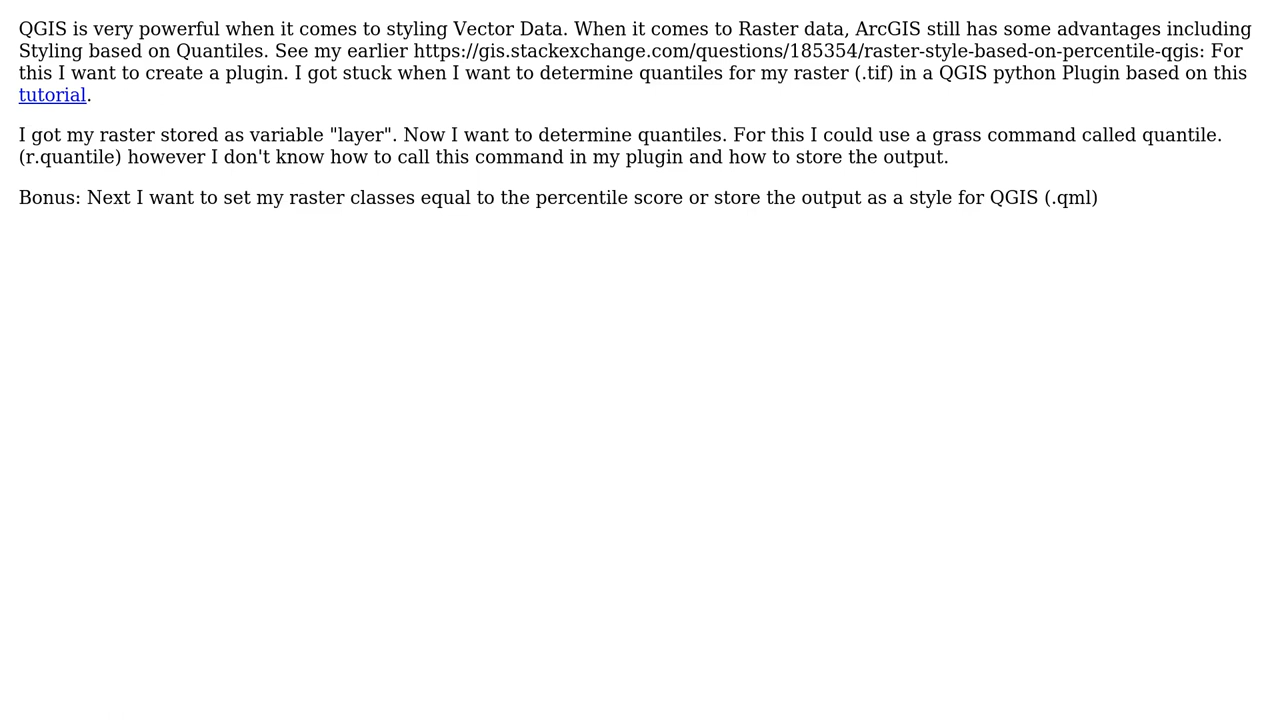 QGIS is very powerful when it comes to styling Vector Data. When it comes to Raster data, ArcGIS still has some advantages including
Styling based on Quantiles. See my earlier https://gis.stackexchange.com/questions/185354/raster-style-based-on-percentile-qgis: For
this I want to create a plugin. I got stuck when I want to determine quantiles for my raster (.tif) in a QGIS python Plugin based on this
tutorial.
I got my raster stored as variable "layer". Now I want to determine quantiles. For this I could use a grass command called quantile.
(r.quantile) however I don't know how to call this command in my plugin and how to store the output.
Bonus: Next I want to set my raster classes equal to the percentile score or store the output as a style for QGIS (.qml)